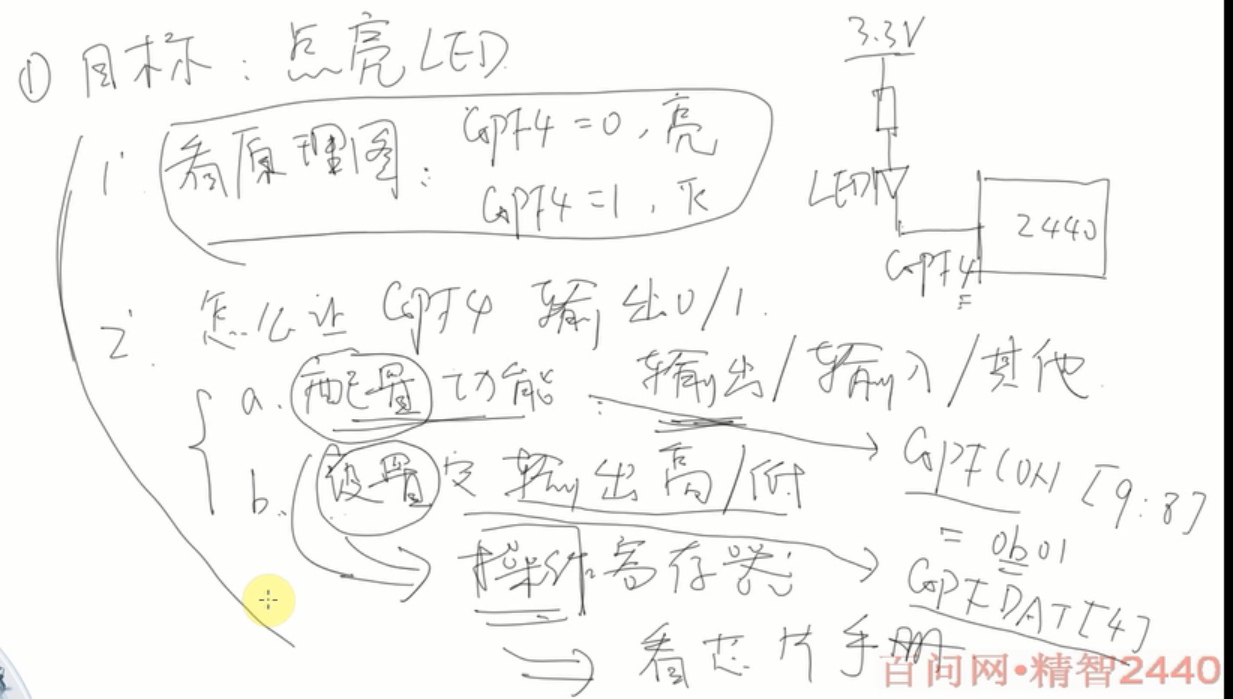 ① 目标：点亮LED
3.3V
1' 看原理图：GPF4=0，亮
GPF4=1，灭
LED
2440
GPF4
2' 怎么让 GPF4 输出0/1.
a. 配置功能：输出/输入/其他
b. 设置它输出高/低
GPFCON[9:8]
= 0b01
GPFDAT[4]
操作寄存器
看芯片手册
百问网•精智2440